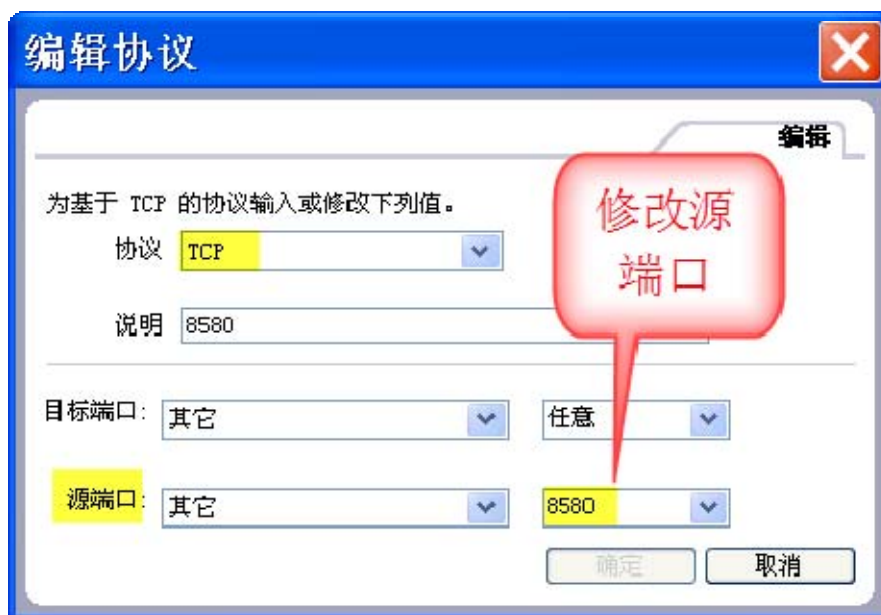 编辑协议
编辑
为基于 TCP 的协议输入或修改下列值。
修改源
端口
协议 TCP
说明 8580
目标端口: 其它 任意
源端口: 其它 8580
确定 取消